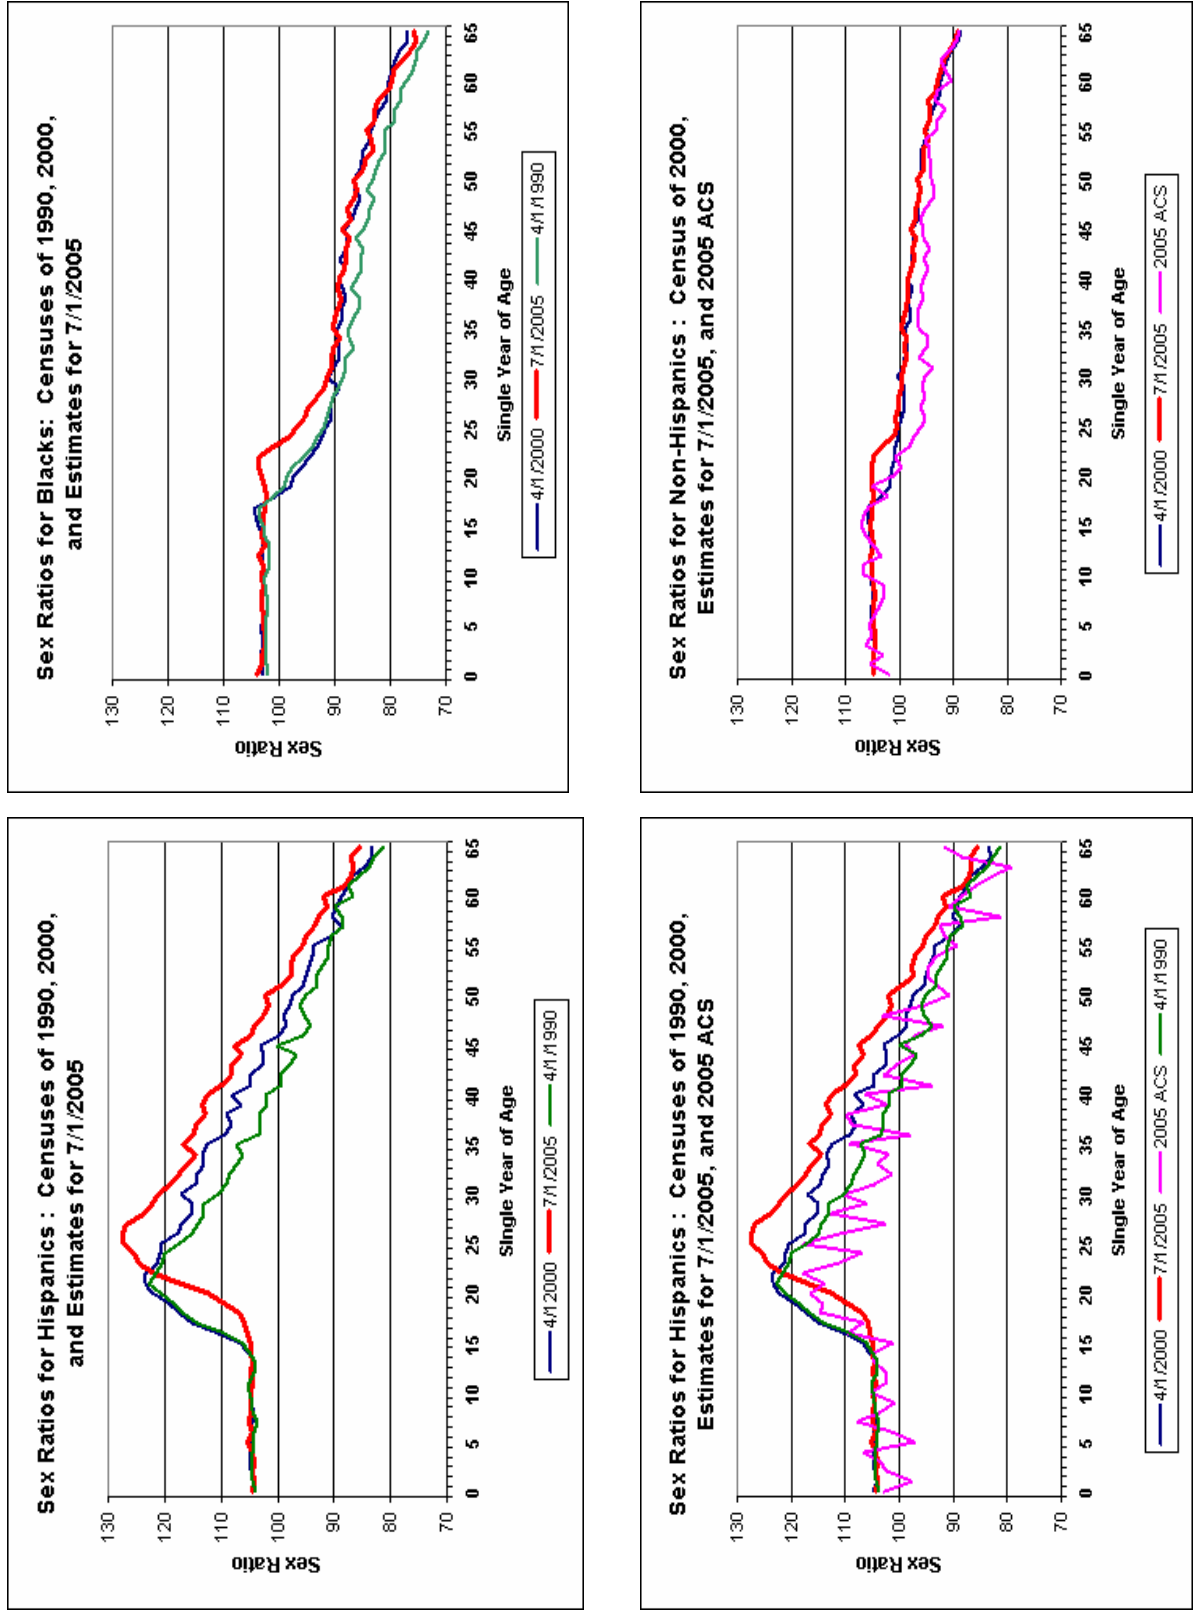 Sex Ratios for Hispanics : Censuses of 1990, 2000,
and Estimates for 7/1/2005
130
120
110
100
90
80
70
Sex Ratio
0 5 10 15 20 25 30 35 40 45 50 55 60 65
Single Year of Age
4/12000 7/1/2005 4/1/1990
Sex Ratios for Blacks: Censuses of 1990, 2000,
and Estimates for 7/1/2005
130
120
110
100
90
80
70
Sex Ratio
0 5 10 15 20 25 30 35 40 45 50 55 60 65
Single Year of Age
4/1/2000 7/1/2005 4/1/1990
Sex Ratios for Hispanics : Censuses of 1990, 2000,
Estimates for 7/1/2005, and 2005 ACS
130
120
110
100
90
80
70
Sex Ratio
0 5 10 15 20 25 30 35 40 45 50 55 60 65
Single Year of Age
4/1/2000 7/1/2005 2005 ACS 4/1/1990
Sex Ratios for Non-Hispanics : Census of 2000,
Estimates for 7/1/2005, and 2005 ACS
130
120
110
100
90
80
70
Sex Ratio
0 5 10 15 20 25 30 35 40 45 50 55 60 65
Single Year of Age
4/1/2000 7/1/2005 2005 ACS